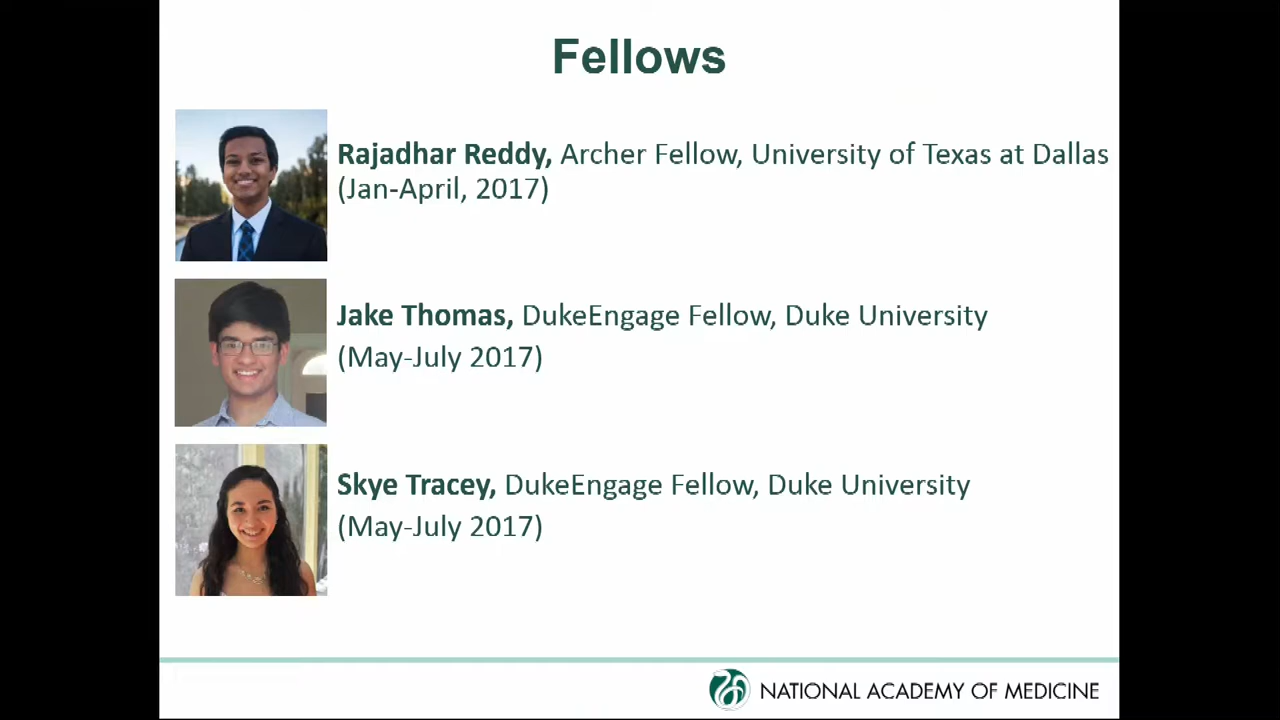 Fellows
Rajadhar Reddy, Archer Fellow, University of Texas at Dallas
(Jan-April, 2017)
Jake Thomas, DukeEngage Fellow, Duke University
(May-July 2017)
Skye Tracey, DukeEngage Fellow, Duke University
(May-July 2017)
NATIONAL ACADEMY OF MEDICINE